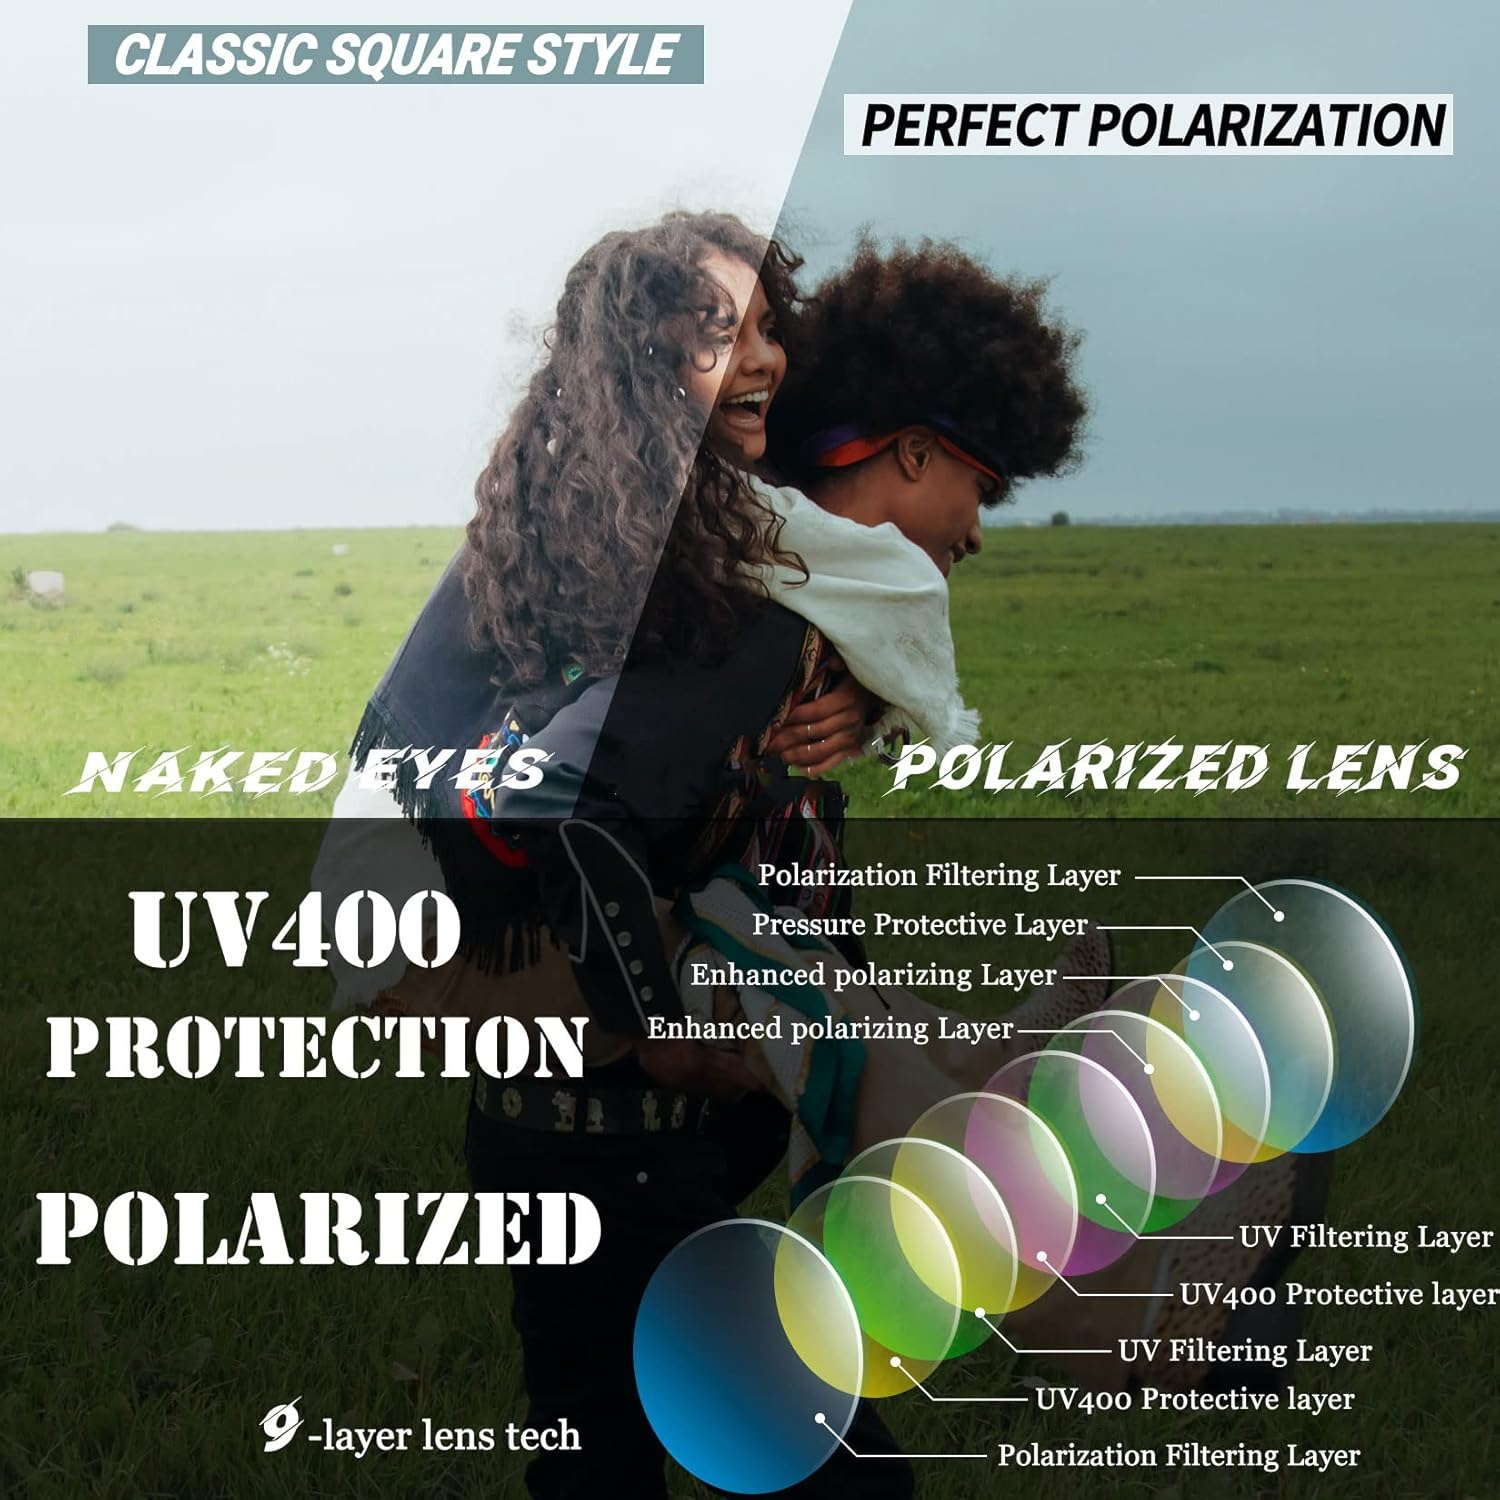 CLASSIC SQUARE STYLE
PERFECT POLARIZATION
NAKED EYES
POLARIZED LENS
UV400
PROTECTION
POLARIZED
9-layer lens tech
Polarization Filtering Layer
Pressure Protective Layer
Enhanced polarizing Layer
Enhanced polarizing Layer
UV Filtering Layer
UV400 Protective layer
UV Filtering Layer
UV400 Protective layer
Polarization Filtering Layer